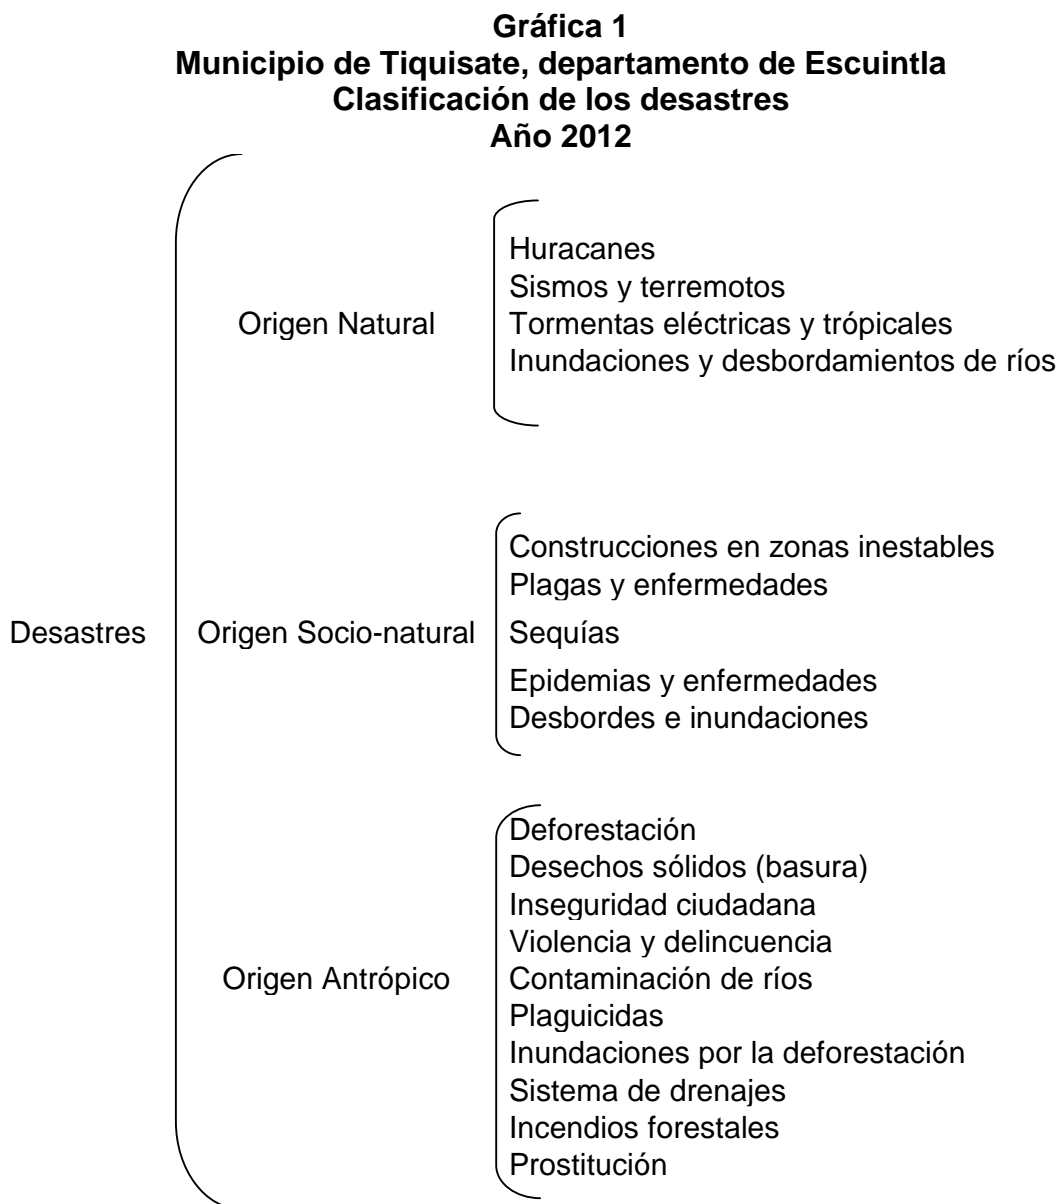 Gráfica 1
Municipio de Tiquisate, departamento de Escuintla
Clasificación de los desastres
Año 2012
Desastres
Origen Natural
Huracanes
Sismos y terremotos
Tormentas eléctricas y trópicales
Inundaciones y desbordamientos de ríos
Origen Socio-natural
Construcciones en zonas inestables
Plagas y enfermedades
Sequías
Epidemias y enfermedades
Desbordes e inundaciones
Origen Antrópico
Deforestación
Desechos sólidos (basura)
Inseguridad ciudadana
Violencia y delincuencia
Contaminación de ríos
Plaguicidas
Inundaciones por la deforestación
Sistema de drenajes
Incendios forestales
Prostitución